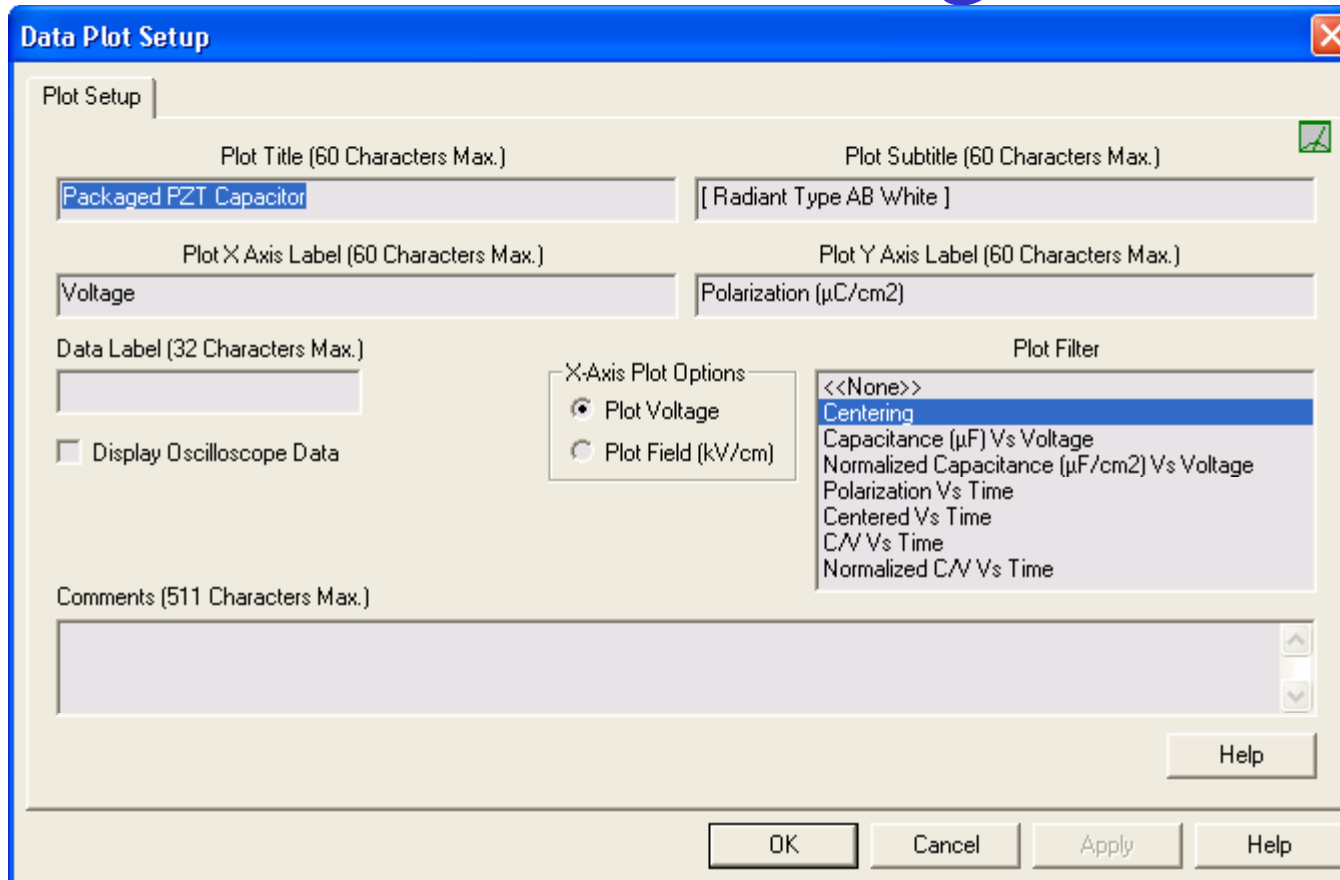 Data Plot Setup
Plot Setup
Plot Title (60 Characters Max.)
Plot Subtitle (60 Characters Max.)
Packaged PZT Capacitor
[ Radiant Type AB White ]
Plot X Axis Label (60 Characters Max.)
Plot Y Axis Label (60 Characters Max.)
Voltage
Polarization (µC/cm2)
Data Label (32 Characters Max.)
Display Oscilloscope Data
X-Axis Plot Options
Plot Voltage
Plot Field (kV/cm)
Plot Filter
<<None>>
Centering
Capacitance (µF) Vs Voltage
Normalized Capacitance (µF/cm2) Vs Voltage
Polarization Vs Time
Centered Vs Time
C/V Vs Time
Normalized C/V Vs Time
Comments (511 Characters Max.)
Help
OK
Cancel
Apply
Help